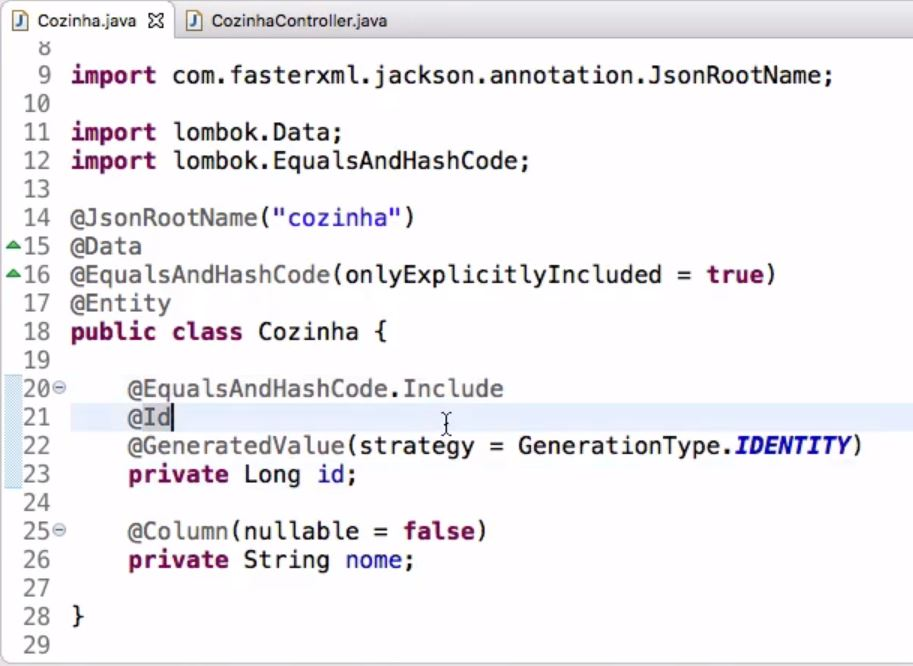 Cozinha.java CozinhaController.java
8
9 import com.fasterxml.jackson.annotation.JsonRootName;
10
11 import lombok.Data;
12 import lombok.EqualsAndHashCode;
13
14 @JsonRootName("cozinha")
15 @Data
16 @EqualsAndHashCode(onlyExplicitlyIncluded = true)
17 @Entity
18 public class Cozinha {
19
20 @EqualsAndHashCode.Include
21 @Id
22 @GeneratedValue(strategy = GenerationType.IDENTITY)
23 private Long id;
24
25 @Column(nullable = false)
26 private String nome;
27
28 }
29